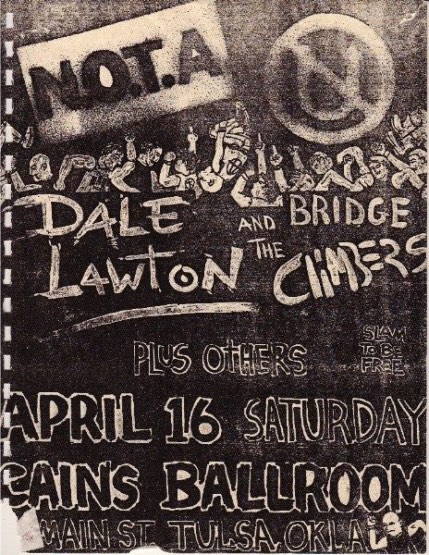 N.O.T.A
N
DALE AND BRIDGE
LAWTON THE CLIMBERS
PLUS OTHERS
SLAM
TO BE
FREE
APRIL 16 SATURDAY
CAINS BALLROOM
MAIN ST. TULSA, OKLA